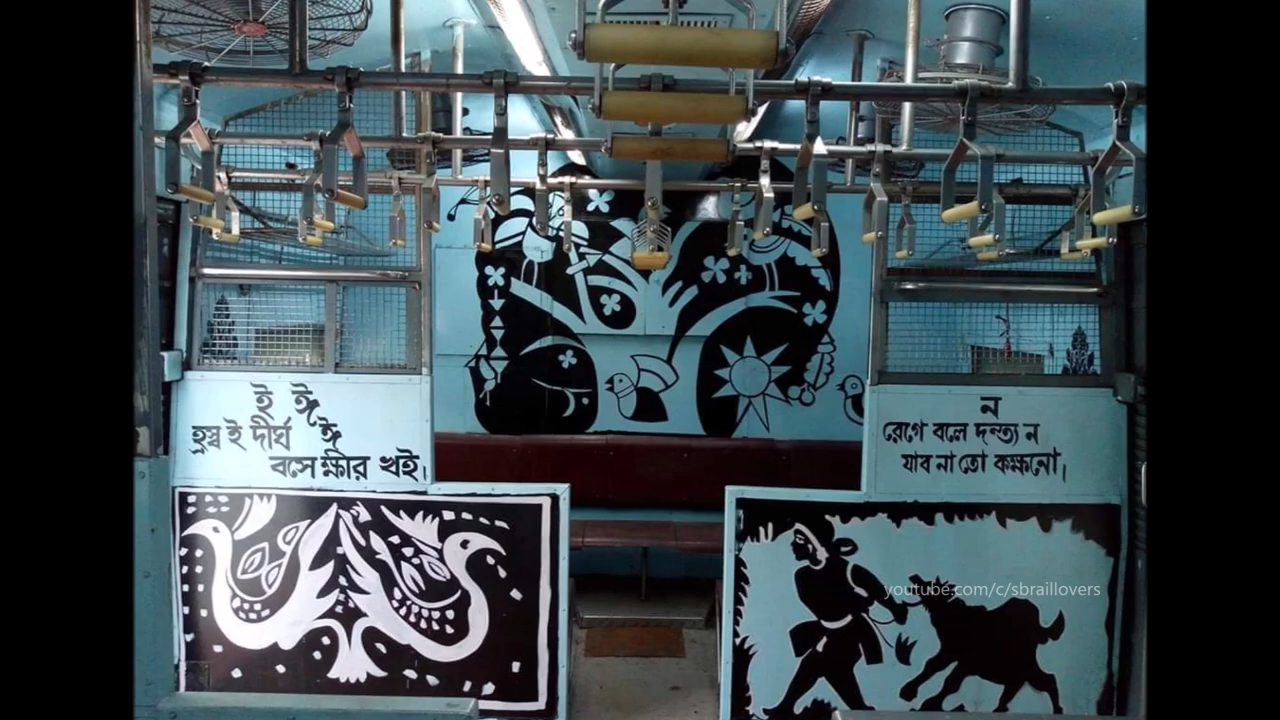 ই ঈ
হ্রস্ব ই দীর্ঘ ঈ
বসে ক্ষীর খই।
ন
রেগে বলে দন্ত্য ন
যাব না তো কক্ষনো।
youtube.com/c/sbraillovers